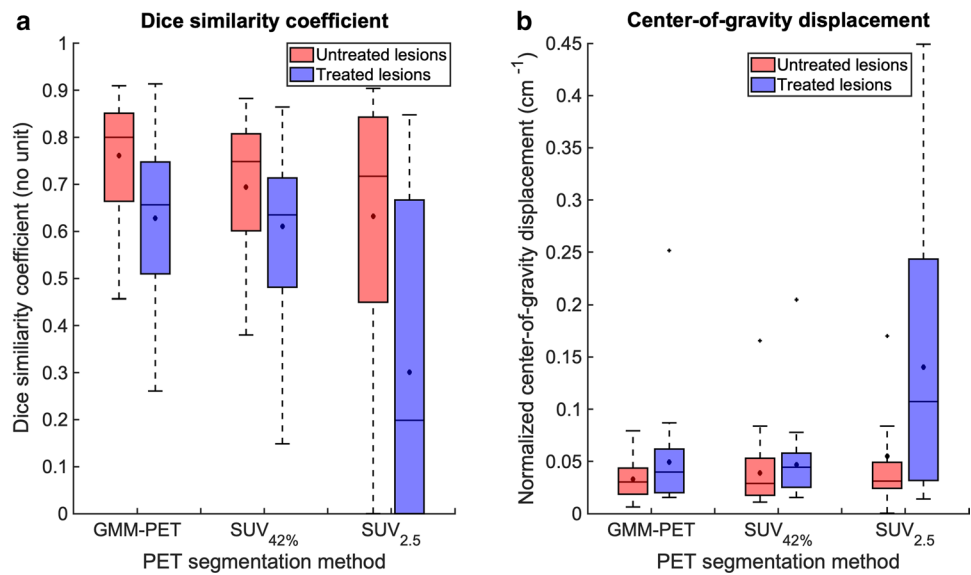 a
Dice similarity coefficient
Dice similiarity coefficient (no unit)
1
0.9
0.8
0.7
0.6
0.5
0.4
0.3
0.2
0.1
0
Untreated lesions
Treated lesions
GMM-PET
SUV42%
SUV2.5
PET segmentation method
b
Center-of-gravity displacement
Normalized center-of-gravity displacement (cm⁻¹)
0.45
0.4
0.35
0.3
0.25
0.2
0.15
0.1
0.05
0
Untreated lesions
Treated lesions
GMM-PET
SUV42%
SUV2.5
PET segmentation method